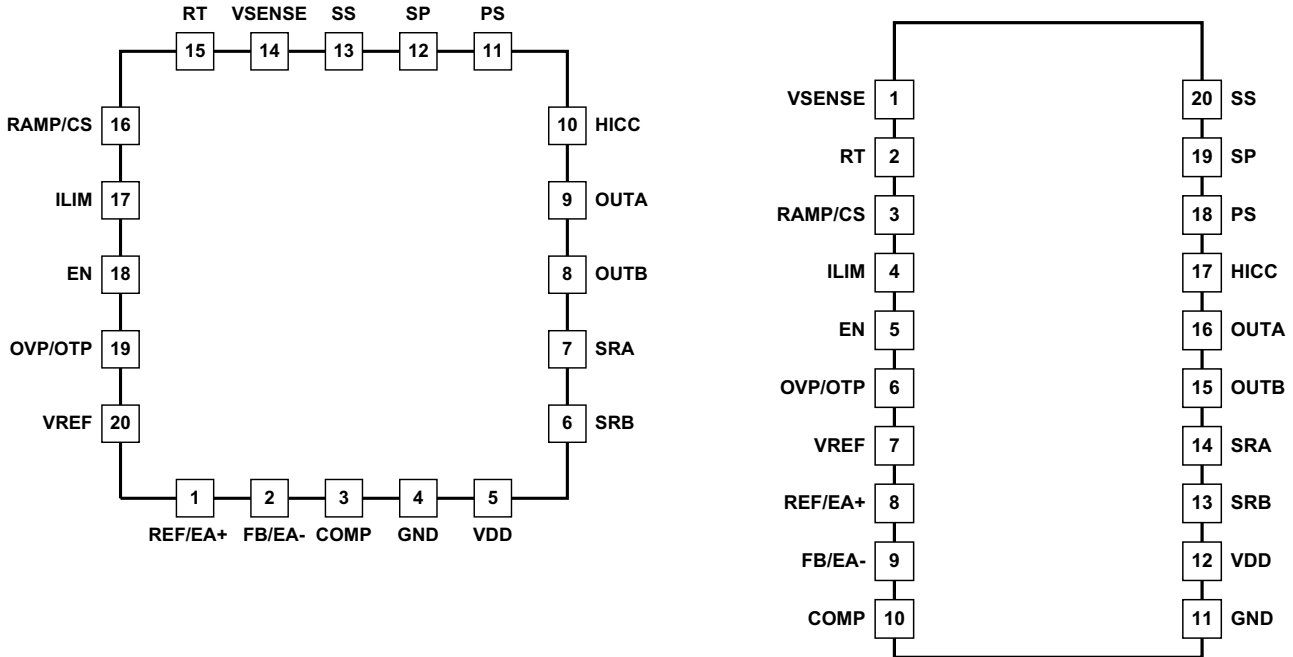 RT VSENSE SS SP PS
15 14 13 12 11
RAMP/CS 16
10 HICC
ILIM 17
9 OUTA
EN 18
8 OUTB
OVP/OTP 19
7 SRA
VREF 20
6 SRB
1 2 3 4 5
REF/EA+ FB/EA- COMP GND VDD
VSENSE 1
20 SS
RT 2
19 SP
RAMP/CS 3
18 PS
ILIM 4
17 HICC
EN 5
16 OUTA
OVP/OTP 6
15 OUTB
VREF 7
14 SRA
REF/EA+ 8
13 SRB
FB/EA- 9
12 VDD
COMP 10
11 GND